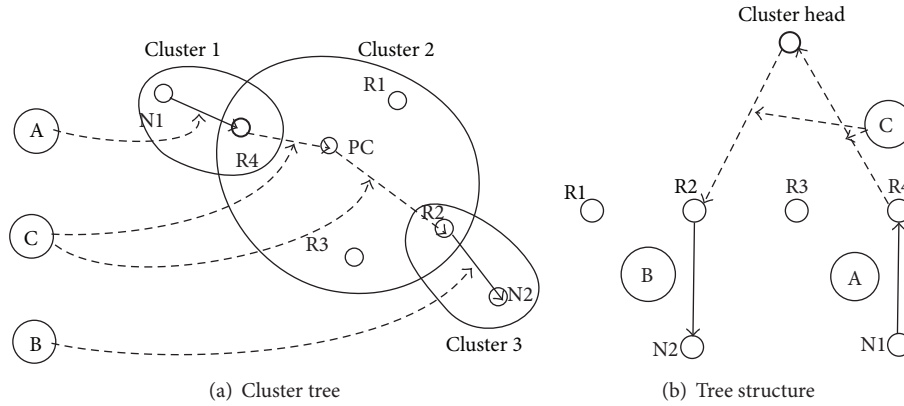 Cluster head
Cluster 1
Cluster 2
R1
N1
A
C
R4
PC
R1
R2
R3
R4
C
R2
R3
B
A
N2
B
Cluster 3
N2
N1
(a) Cluster tree
(b) Tree structure